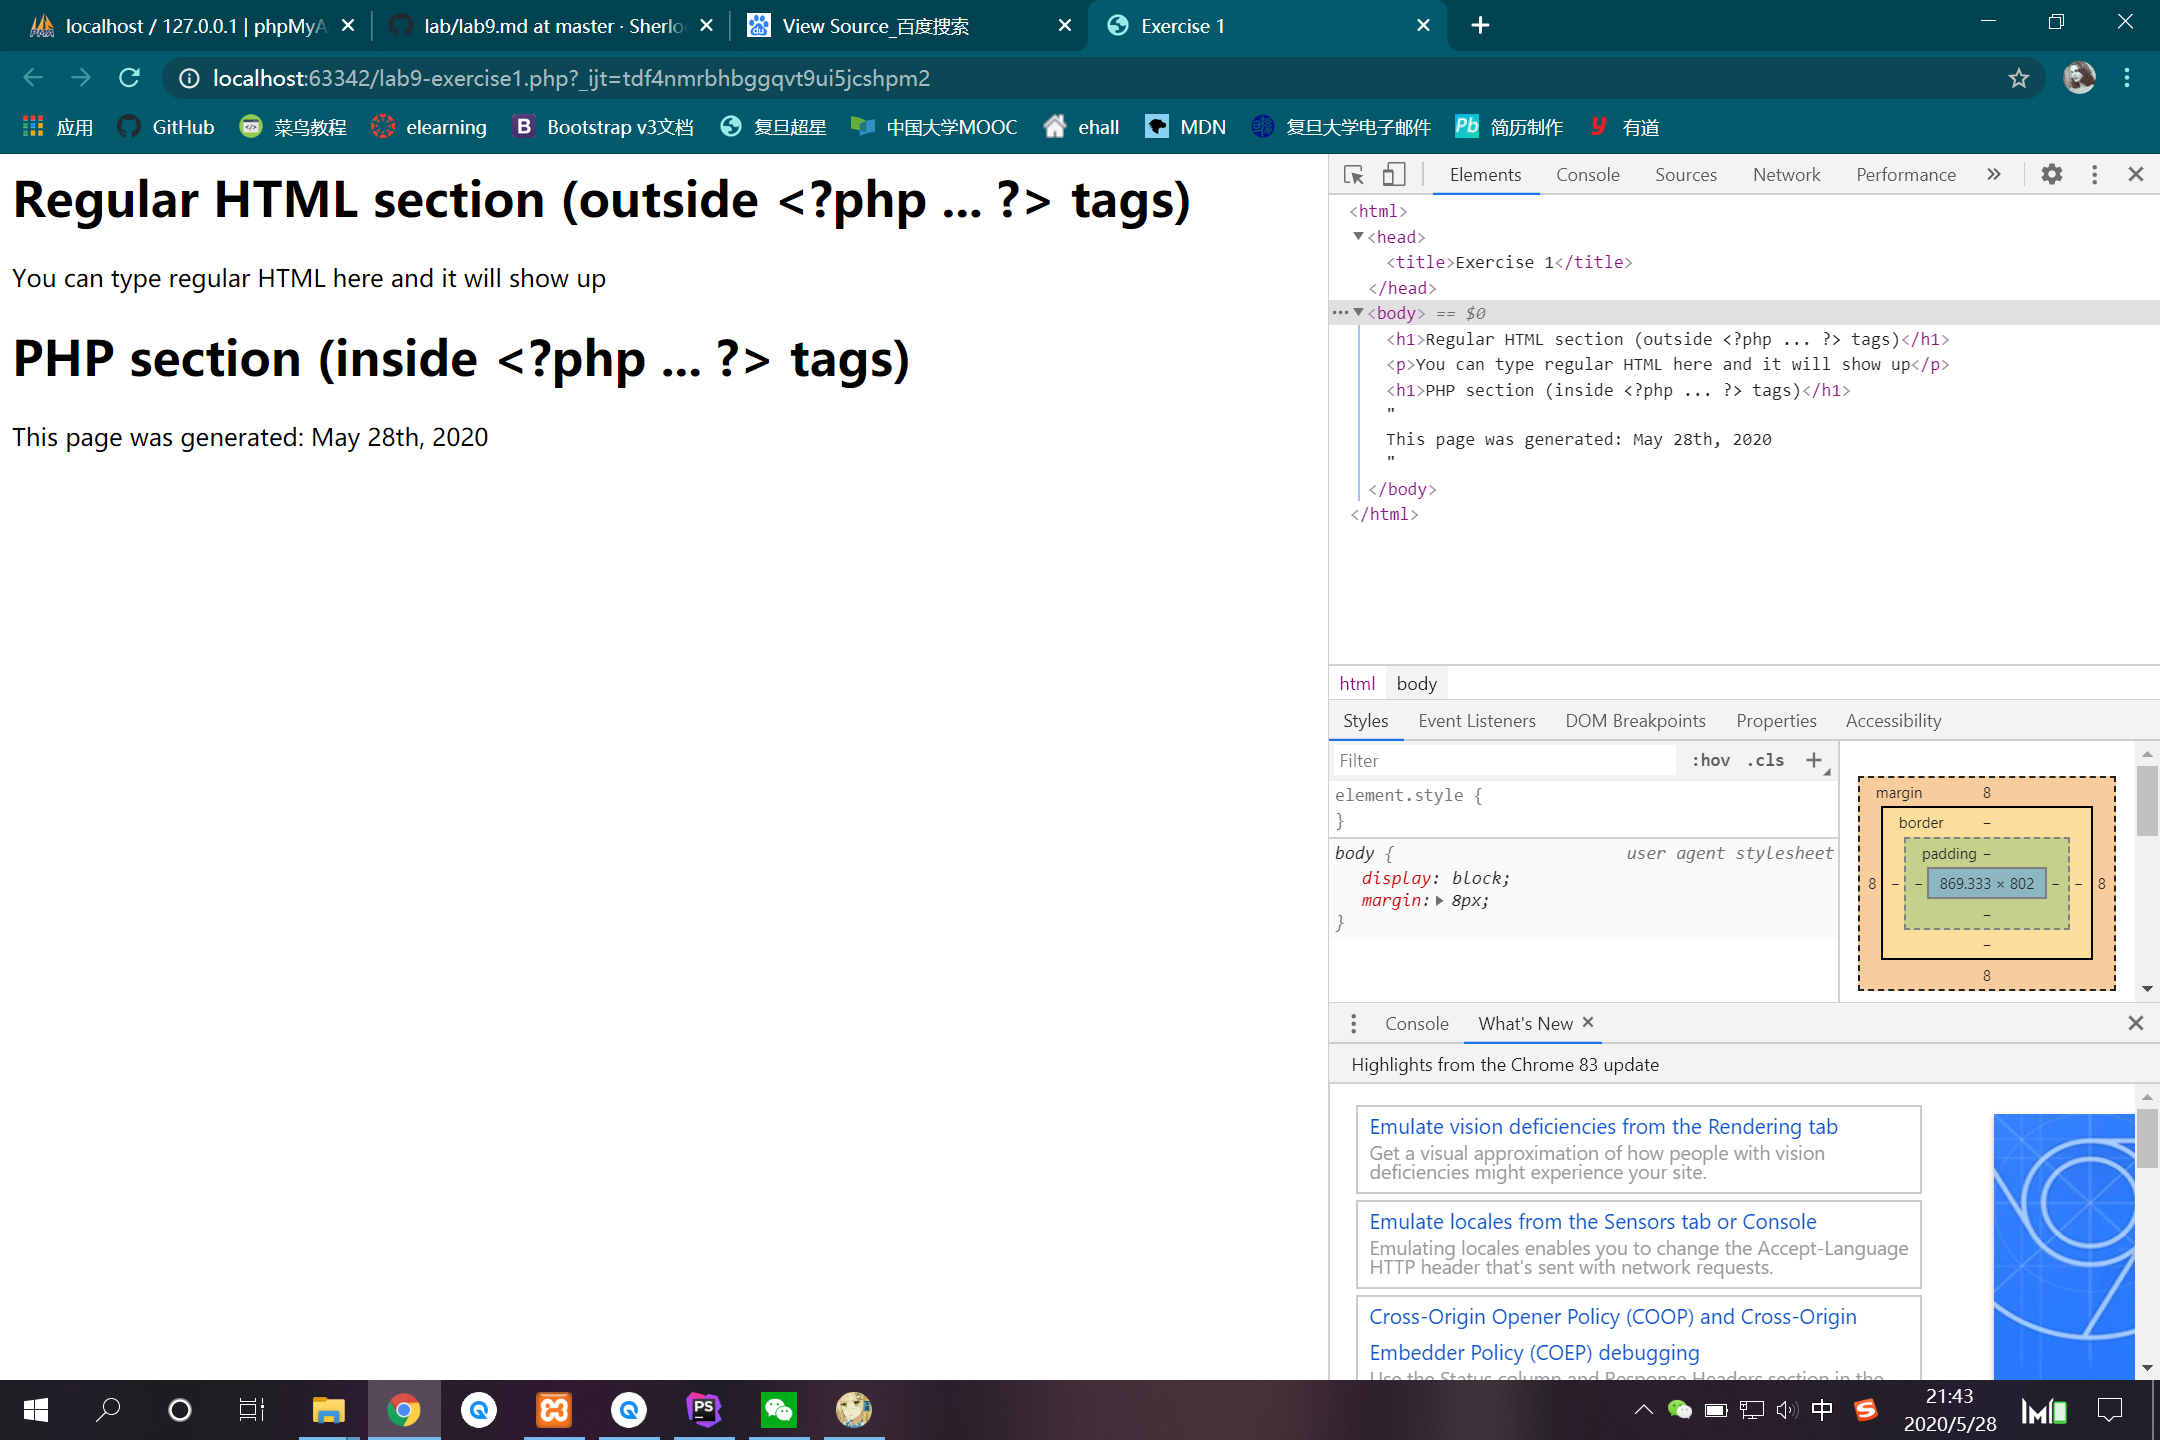 localhost / 127.0.0.1 | phpMyA
lab/lab9.md at master · Sherlo
View Source_百度搜索
Exercise 1
localhost:63342/lab9-exercise1.php?_ijt=tdf4nmrbhbggqvt9ui5jcshpm2
应用 GitHub 菜鸟教程 elearning Bootstrap v3文档 复旦超星 中国大学MOOC ehall MDN 复旦大学电子邮件 简历制作 有道
Regular HTML section (outside <?php ... ?> tags)
You can type regular HTML here and it will show up
PHP section (inside <?php ... ?> tags)
This page was generated: May 28th, 2020
Elements Console Sources Network Performance »
<html>
<head>
<title>Exercise 1</title>
</head>
<body> == $0
<h1>Regular HTML section (outside <?php ... ?> tags)</h1>
<p>You can type regular HTML here and it will show up</p>
<h1>PHP section (inside <?php ... ?> tags)</h1>
"
This page was generated: May 28th, 2020
"
</body>
</html>
html body
Styles Event Listeners DOM Breakpoints Properties Accessibility
Filter :hov .cls +
element.style {
}
body { user agent stylesheet
display: block;
margin: 8px;
}
margin 8
border –
padding –
8 – – 869.333 × 802 – – 8
–
–
8
Console What's New
Highlights from the Chrome 83 update
Emulate vision deficiencies from the Rendering tab
Get a visual approximation of how people with vision
deficiencies might experience your site.
Emulate locales from the Sensors tab or Console
Emulating locales enables you to change the Accept-Language
HTTP header that's sent with network requests.
Cross-Origin Opener Policy (COOP) and Cross-Origin
Embedder Policy (COEP) debugging
Use the Status column and Response Headers section in the
中
21:43
2020/5/28